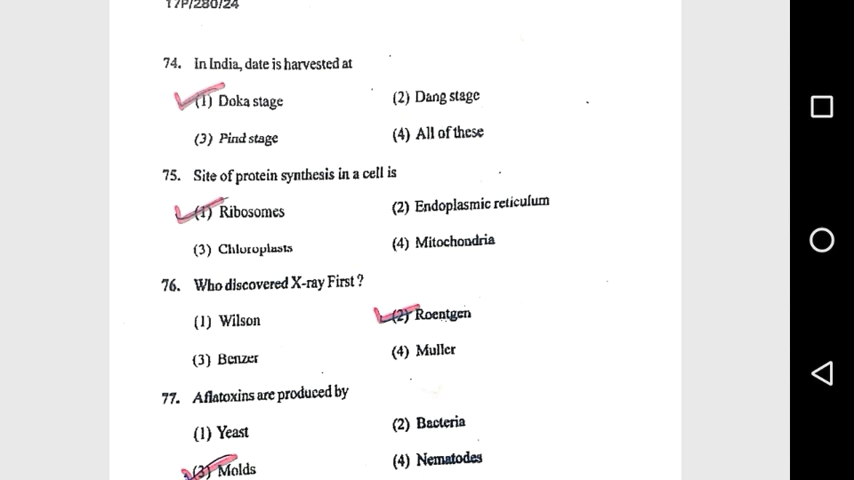 17P/280/24
74. In India, date is harvested at
(1) Doka stage (2) Dang stage
(3) Pind stage (4) All of these
75. Site of protein synthesis in a cell is
(1) Ribosomes (2) Endoplasmic reticulum
(3) Chloroplasts (4) Mitochondria
76. Who discovered X-ray First ?
(1) Wilson (2) Roentgen
(3) Benzer (4) Muller
77. Aflatoxins are produced by
(1) Yeast (2) Bacteria
(3) Molds (4) Nematodes